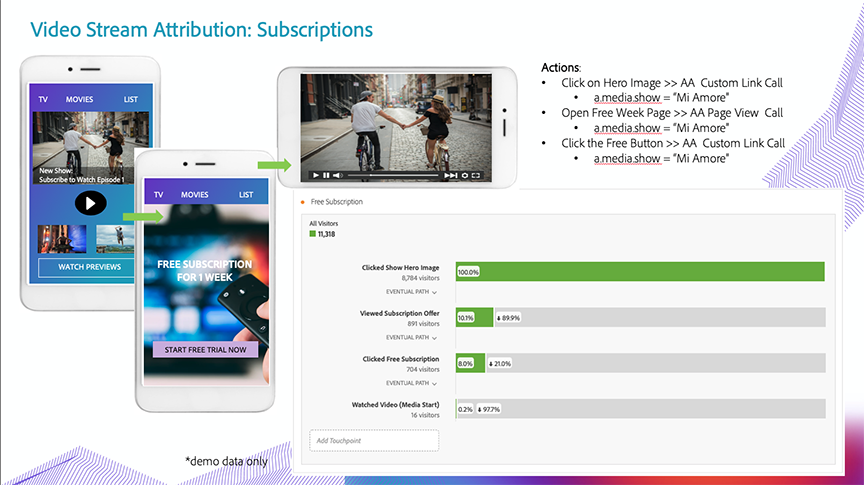 Video Stream Attribution: Subscriptions
TV MOVIES LIST
New Show:
Subscribe to Watch Episode 1
WATCH PREVIEWS
TV MOVIES LIST
FREE SUBSCRIPTION
FOR 1 WEEK
START FREE TRIAL NOW
Actions:
• Click on Hero Image >> AA Custom Link Call
• a.media.show = “Mi Amore”
• Open Free Week Page >> AA Page View Call
• a.media.show = “Mi Amore”
• Click the Free Button >> AA Custom Link Call
• a.media.show = “Mi Amore”
Free Subscription
All Visitors
11,318
Clicked Show Hero Image
8,784 visitors
100.0%
EVENTUAL PATH
Viewed Subscription Offer
891 visitors
10.1% 89.9%
EVENTUAL PATH
Clicked Free Subscription
704 visitors
8.0% 21.0%
EVENTUAL PATH
Watched Video (Media Start)
16 visitors
0.2% 97.7%
Add Touchpoint
*demo data only